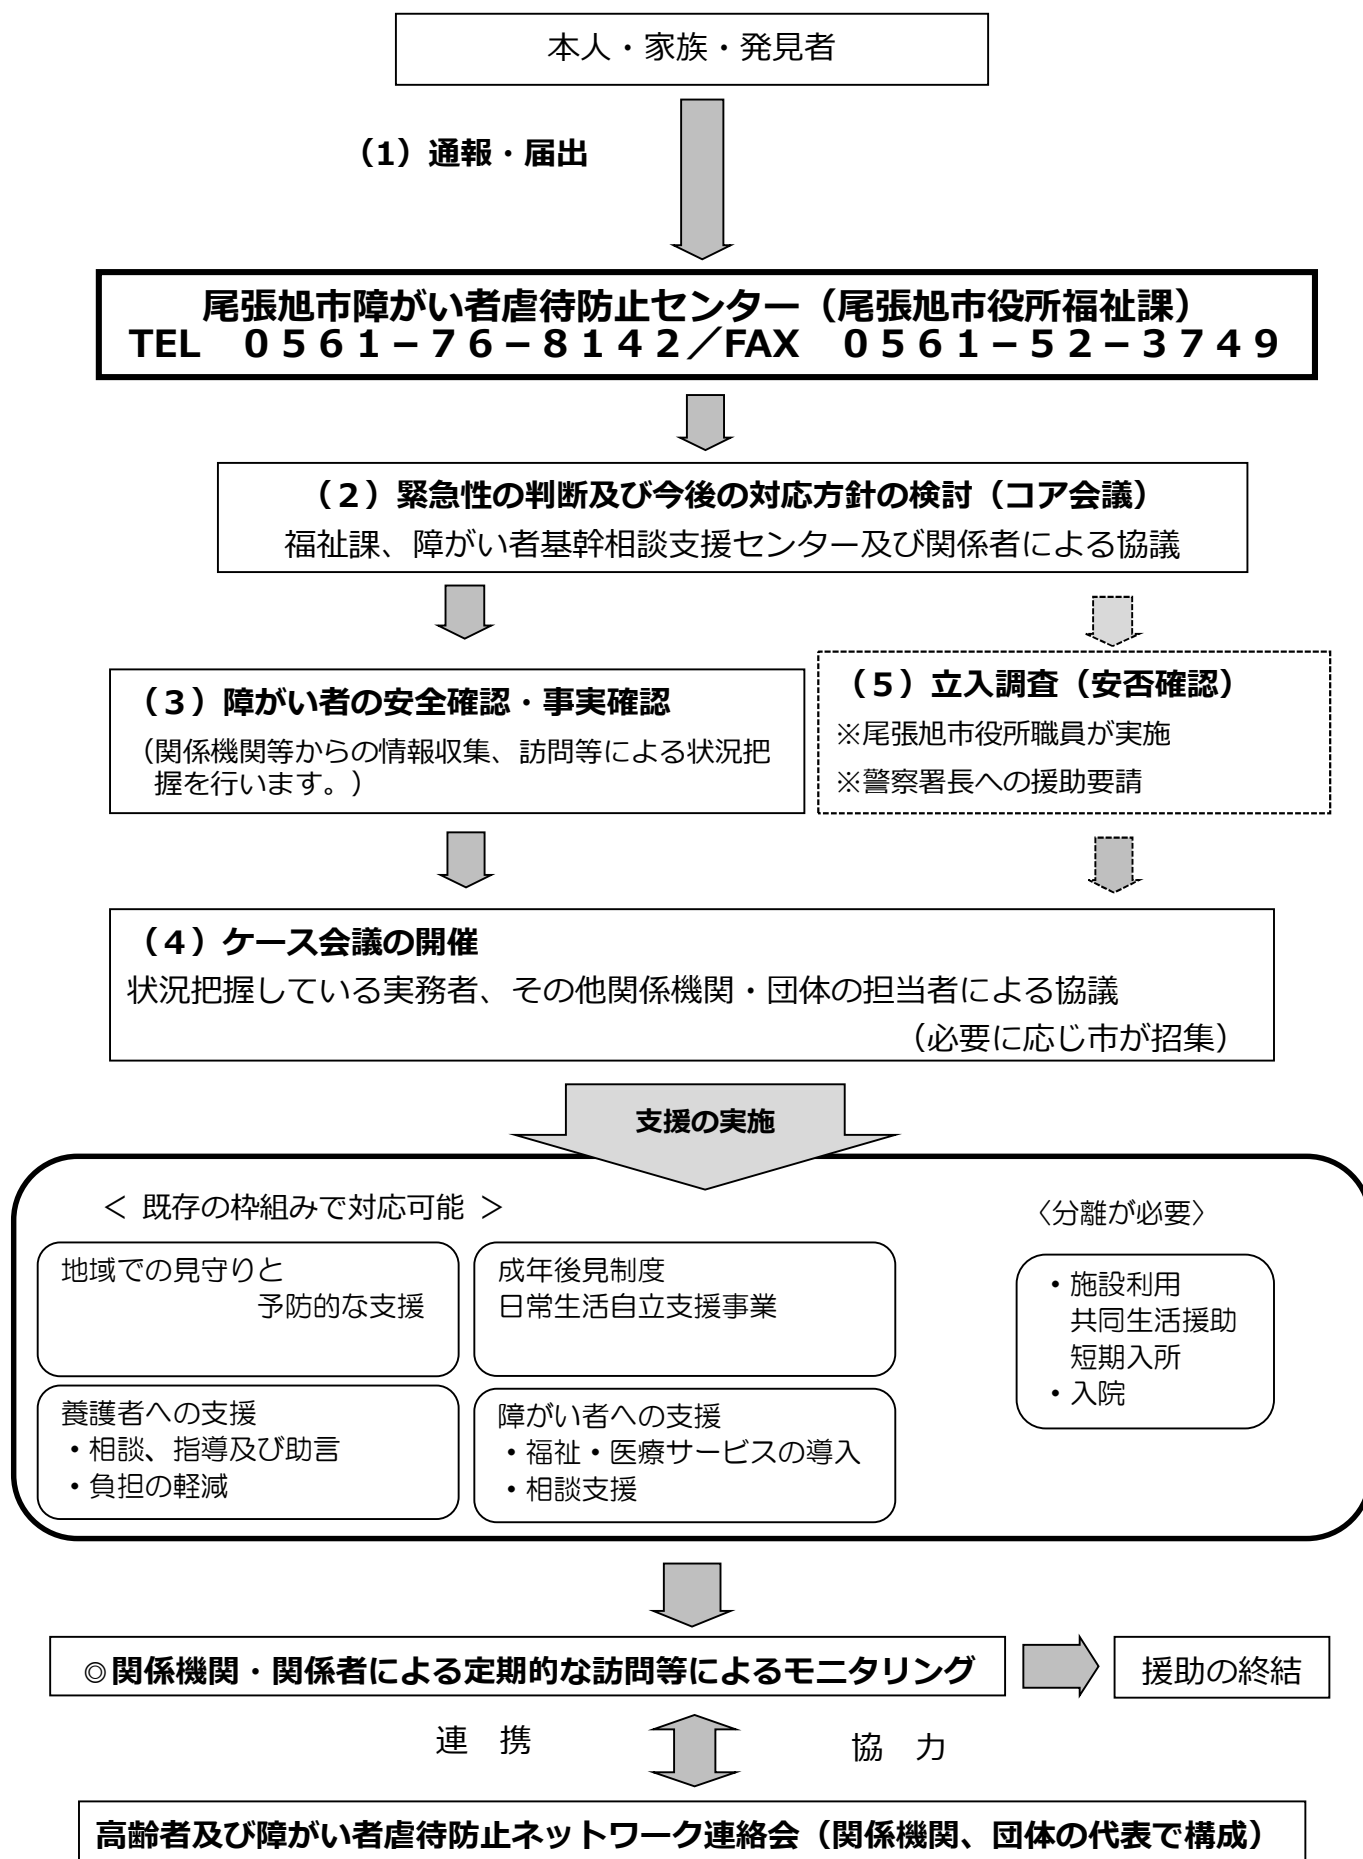 本人・家族・発見者
（1）通報・届出
尾張旭市障がい者虐待防止センター（尾張旭市役所福祉課）
TEL　０５６１－７６－８１４２／FAX　０５６１－５２－３７４９
（２）緊急性の判断及び今後の対応方針の検討（コア会議）
福祉課、障がい者基幹相談支援センター及び関係者による協議
（３）障がい者の安全確認・事実確認
（関係機関等からの情報収集、訪問等による状況把
握を行います。）
（５）立入調査（安否確認）
※尾張旭市役所職員が実施
※警察署長への援助要請
（４）ケース会議の開催
状況把握している実務者、その他関係機関・団体の担当者による協議
（必要に応じ市が招集）
支援の実施
＜ 既存の枠組みで対応可能 ＞
地域での見守りと
予防的な支援
成年後見制度
日常生活自立支援事業
養護者への支援
・相談、指導及び助言
・負担の軽減
障がい者への支援
・福祉・医療サービスの導入
・相談支援
〈分離が必要〉
・施設利用
共同生活援助
短期入所
・入院
◎関係機関・関係者による定期的な訪問等によるモニタリング
援助の終結
連　携
協　力
高齢者及び障がい者虐待防止ネットワーク連絡会（関係機関、団体の代表で構成）